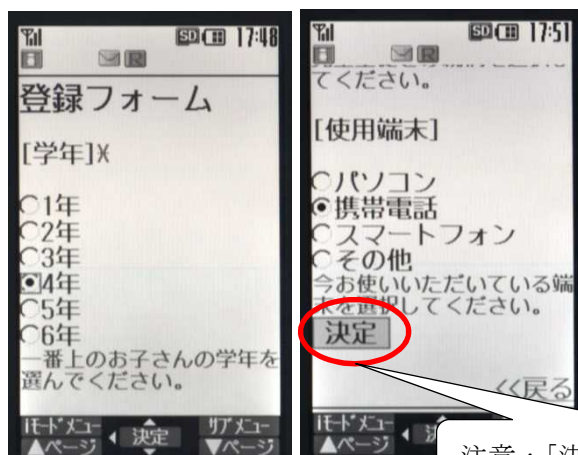 SD 17:48
登録フォーム
[学年]※
1年
2年
3年
4年
5年
6年
一番上のお子さんの学年を
選んでください。
iモードメニュー サブメニュー
▲ページ 決定 ▼ページ
SD 17:51
てください。
[使用端末]
パソコン
携帯電話
スマートフォン
その他
今お使いいただいている端
末を選択してください。
決定
<<戻る
iモードメニュー
▲ページ
注意：「決